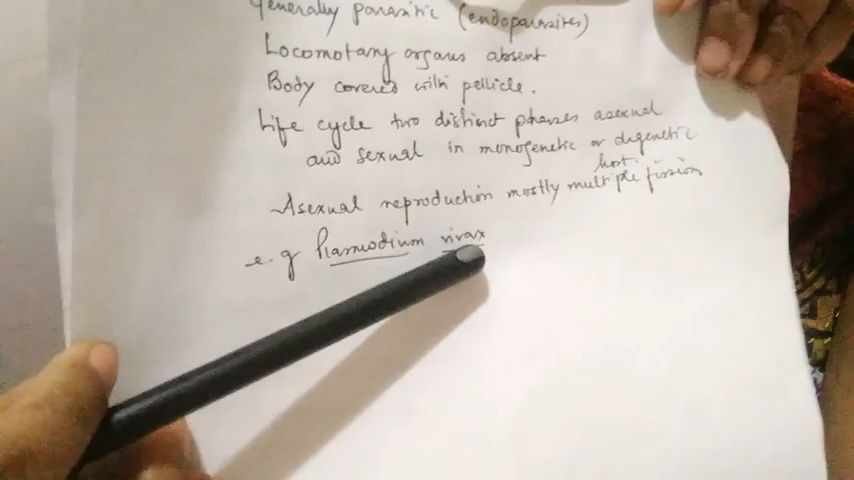 Generally parasitic (endoparasites)
Locomotary organs absent
Body covered with pellicle.
Life cycle two distinct phases asexual
and sexual in monogenetic or digenetic
host.
Asexual reproduction mostly multiple fission
e.g Plasmodium vivax